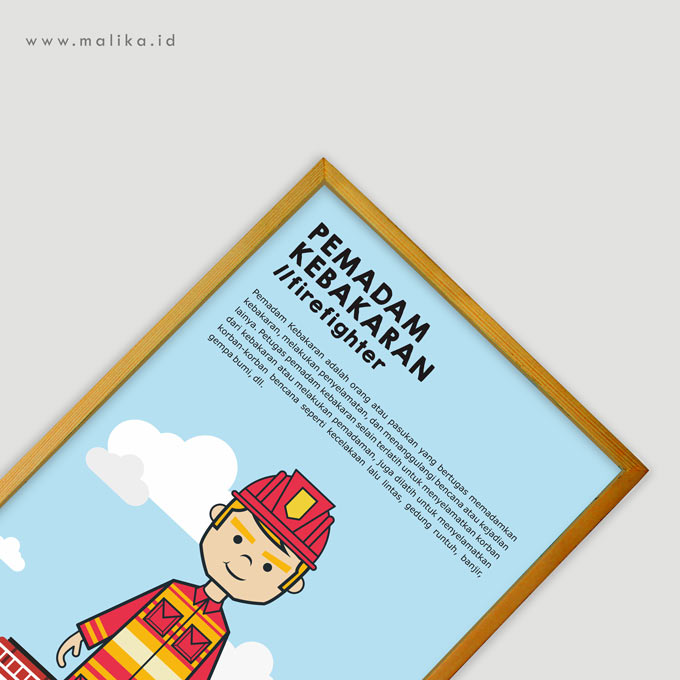 www.malika.id
PEMADAM
KEBAKARAN
//firefighter
Pemadam Kebakaran adalah orang atau pasukan yang bertugas memadamkan
kebakaran, melakukan penyelamatan, dan menanggulangi bencana atau kejadian
lainya. Petugas pemadam kebakaran selain terlatih untuk menyelamatkan korban
dari kebakaran atau melakukan pemadaman, juga dilatih untuk menyelamatkan
korban-korban bencana seperti kecelakaan lalu lintas, gedung runtuh, banjir,
gempa bumi, dll.